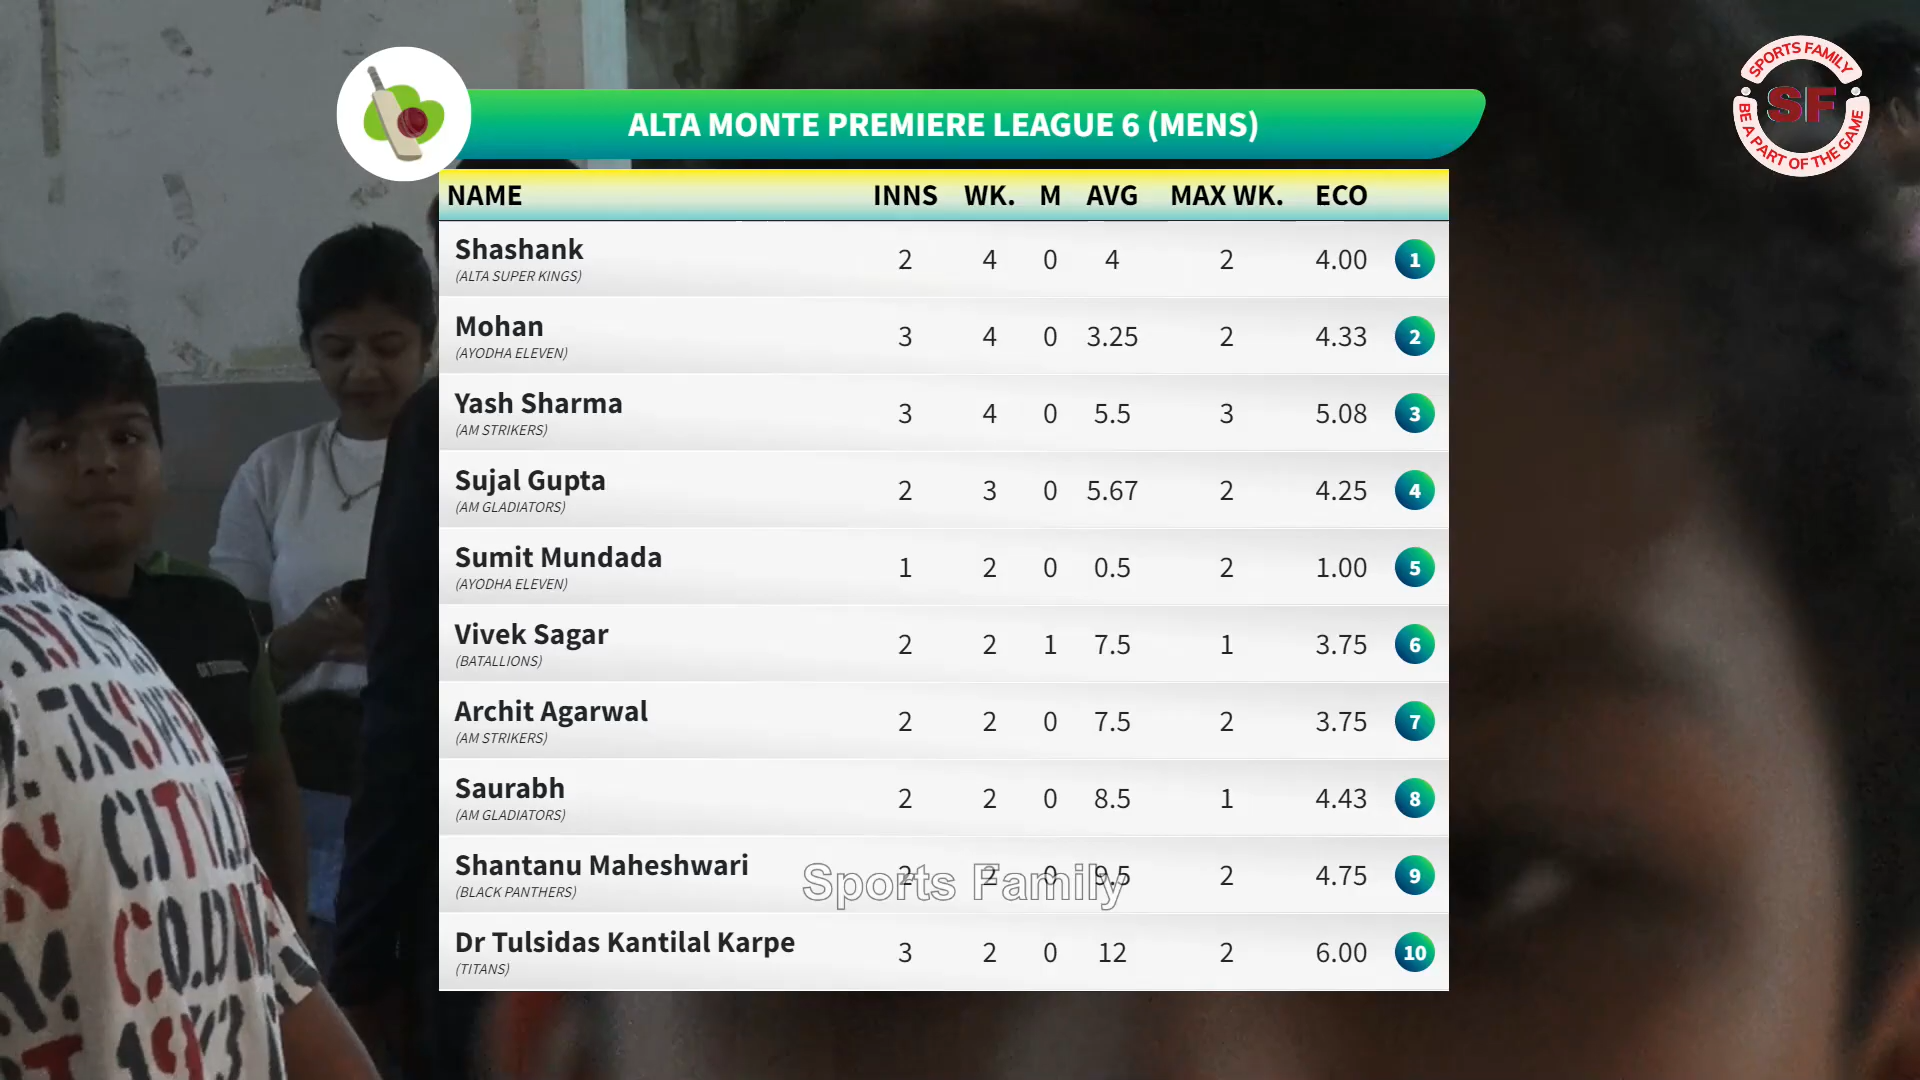 ALTA MONTE PREMIERE LEAGUE 6 (MENS)
SPORTS FAMILY
SF
BE A PART OF THE GAME
NAME INNS WK. M AVG MAX WK. ECO
Shashank 2 4 0 4 2 4.00 1
(ALTA SUPER KINGS)
Mohan 3 4 0 3.25 2 4.33 2
(AYODHA ELEVEN)
Yash Sharma 3 4 0 5.5 3 5.08 3
(AM STRIKERS)
Sujal Gupta 2 3 0 5.67 2 4.25 4
(AM GLADIATORS)
Sumit Mundada 1 2 0 0.5 2 1.00 5
(AYODHA ELEVEN)
Vivek Sagar 2 2 1 7.5 1 3.75 6
(BATALLIONS)
Archit Agarwal 2 2 0 7.5 2 3.75 7
(AM STRIKERS)
Saurabh 2 2 0 8.5 1 4.43 8
(AM GLADIATORS)
Shantanu Maheshwari 2 2 0 9.5 2 4.75 9
(BLACK PANTHERS)
Sports Family
Dr Tulsidas Kantilal Karpe 3 2 0 12 2 6.00 10
(TITANS)